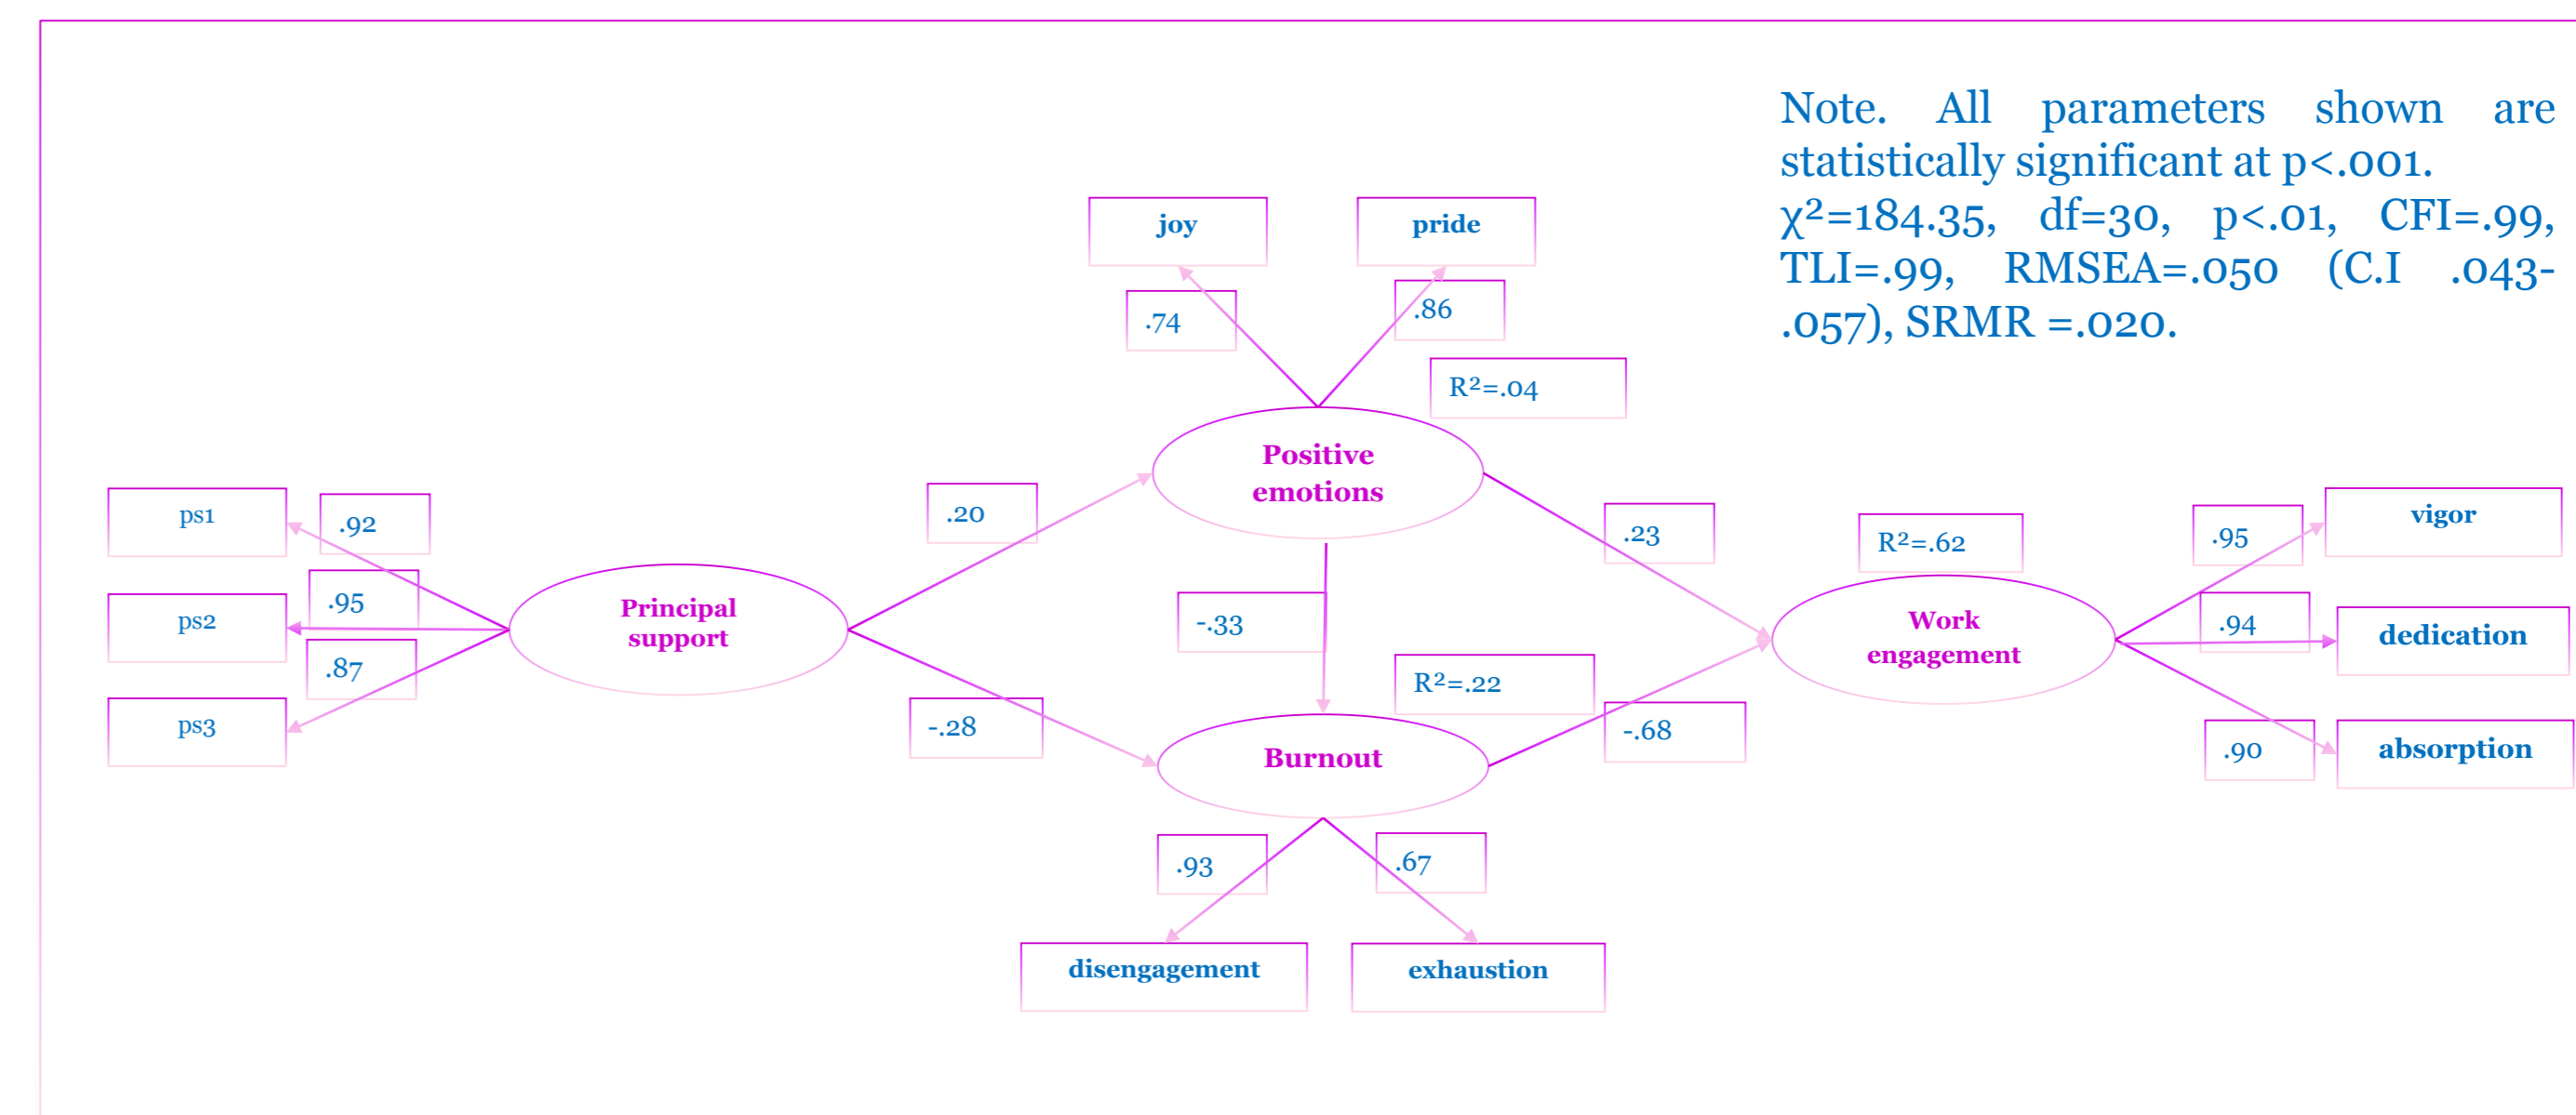 Note. All parameters shown are
statistically significant at p<.001.
χ²=184.35, df=30, p<.01, CFI=.99,
TLI=.99, RMSEA=.050 (C.I .043-
.057), SRMR =.020.
joy
pride
.74
.86
R²=.04
Positive
emotions
ps1
.92
.20
.23
R²=.62
.95
vigor
ps2
.95
Principal
support
-.33
Work
engagement
.94
dedication
.87
R²=.22
ps3
-.28
Burnout
-.68
.90
absorption
.93
.67
disengagement
exhaustion